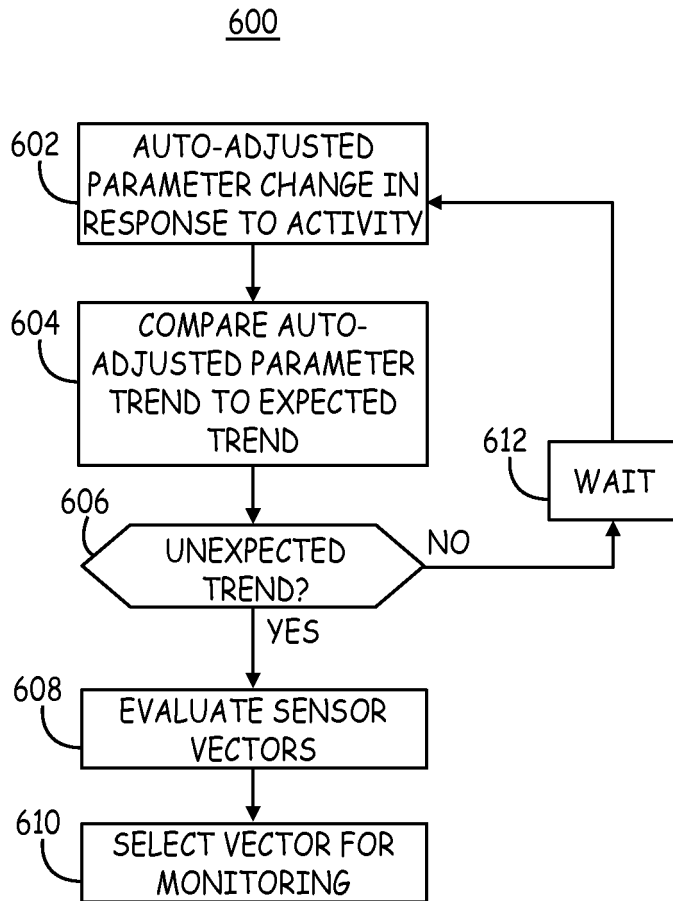 600
602
AUTO-ADJUSTED
PARAMETER CHANGE IN
RESPONSE TO ACTIVITY
604
COMPARE AUTO-
ADJUSTED PARAMETER
TREND TO EXPECTED
TREND
612
WAIT
606
UNEXPECTED
TREND?
NO
YES
608
EVALUATE SENSOR
VECTORS
610
SELECT VECTOR FOR
MONITORING